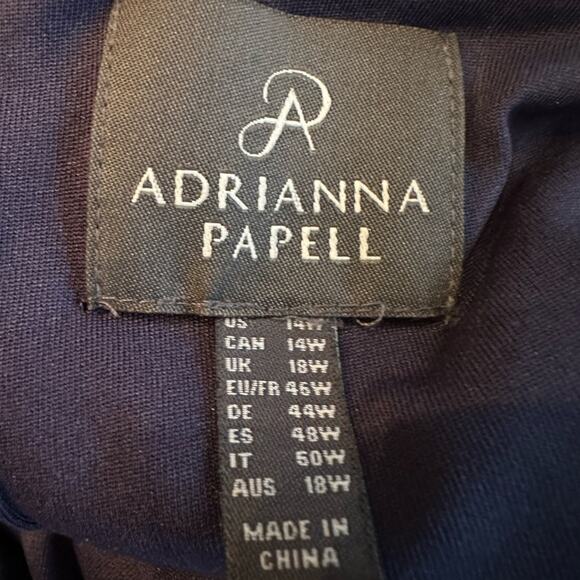 AP
ADRIANNA
PAPELL
US 14W
CAN 14W
UK 18W
EU/FR 46W
DE 44W
ES 48W
IT 50W
AUS 18W
MADE IN
CHINA